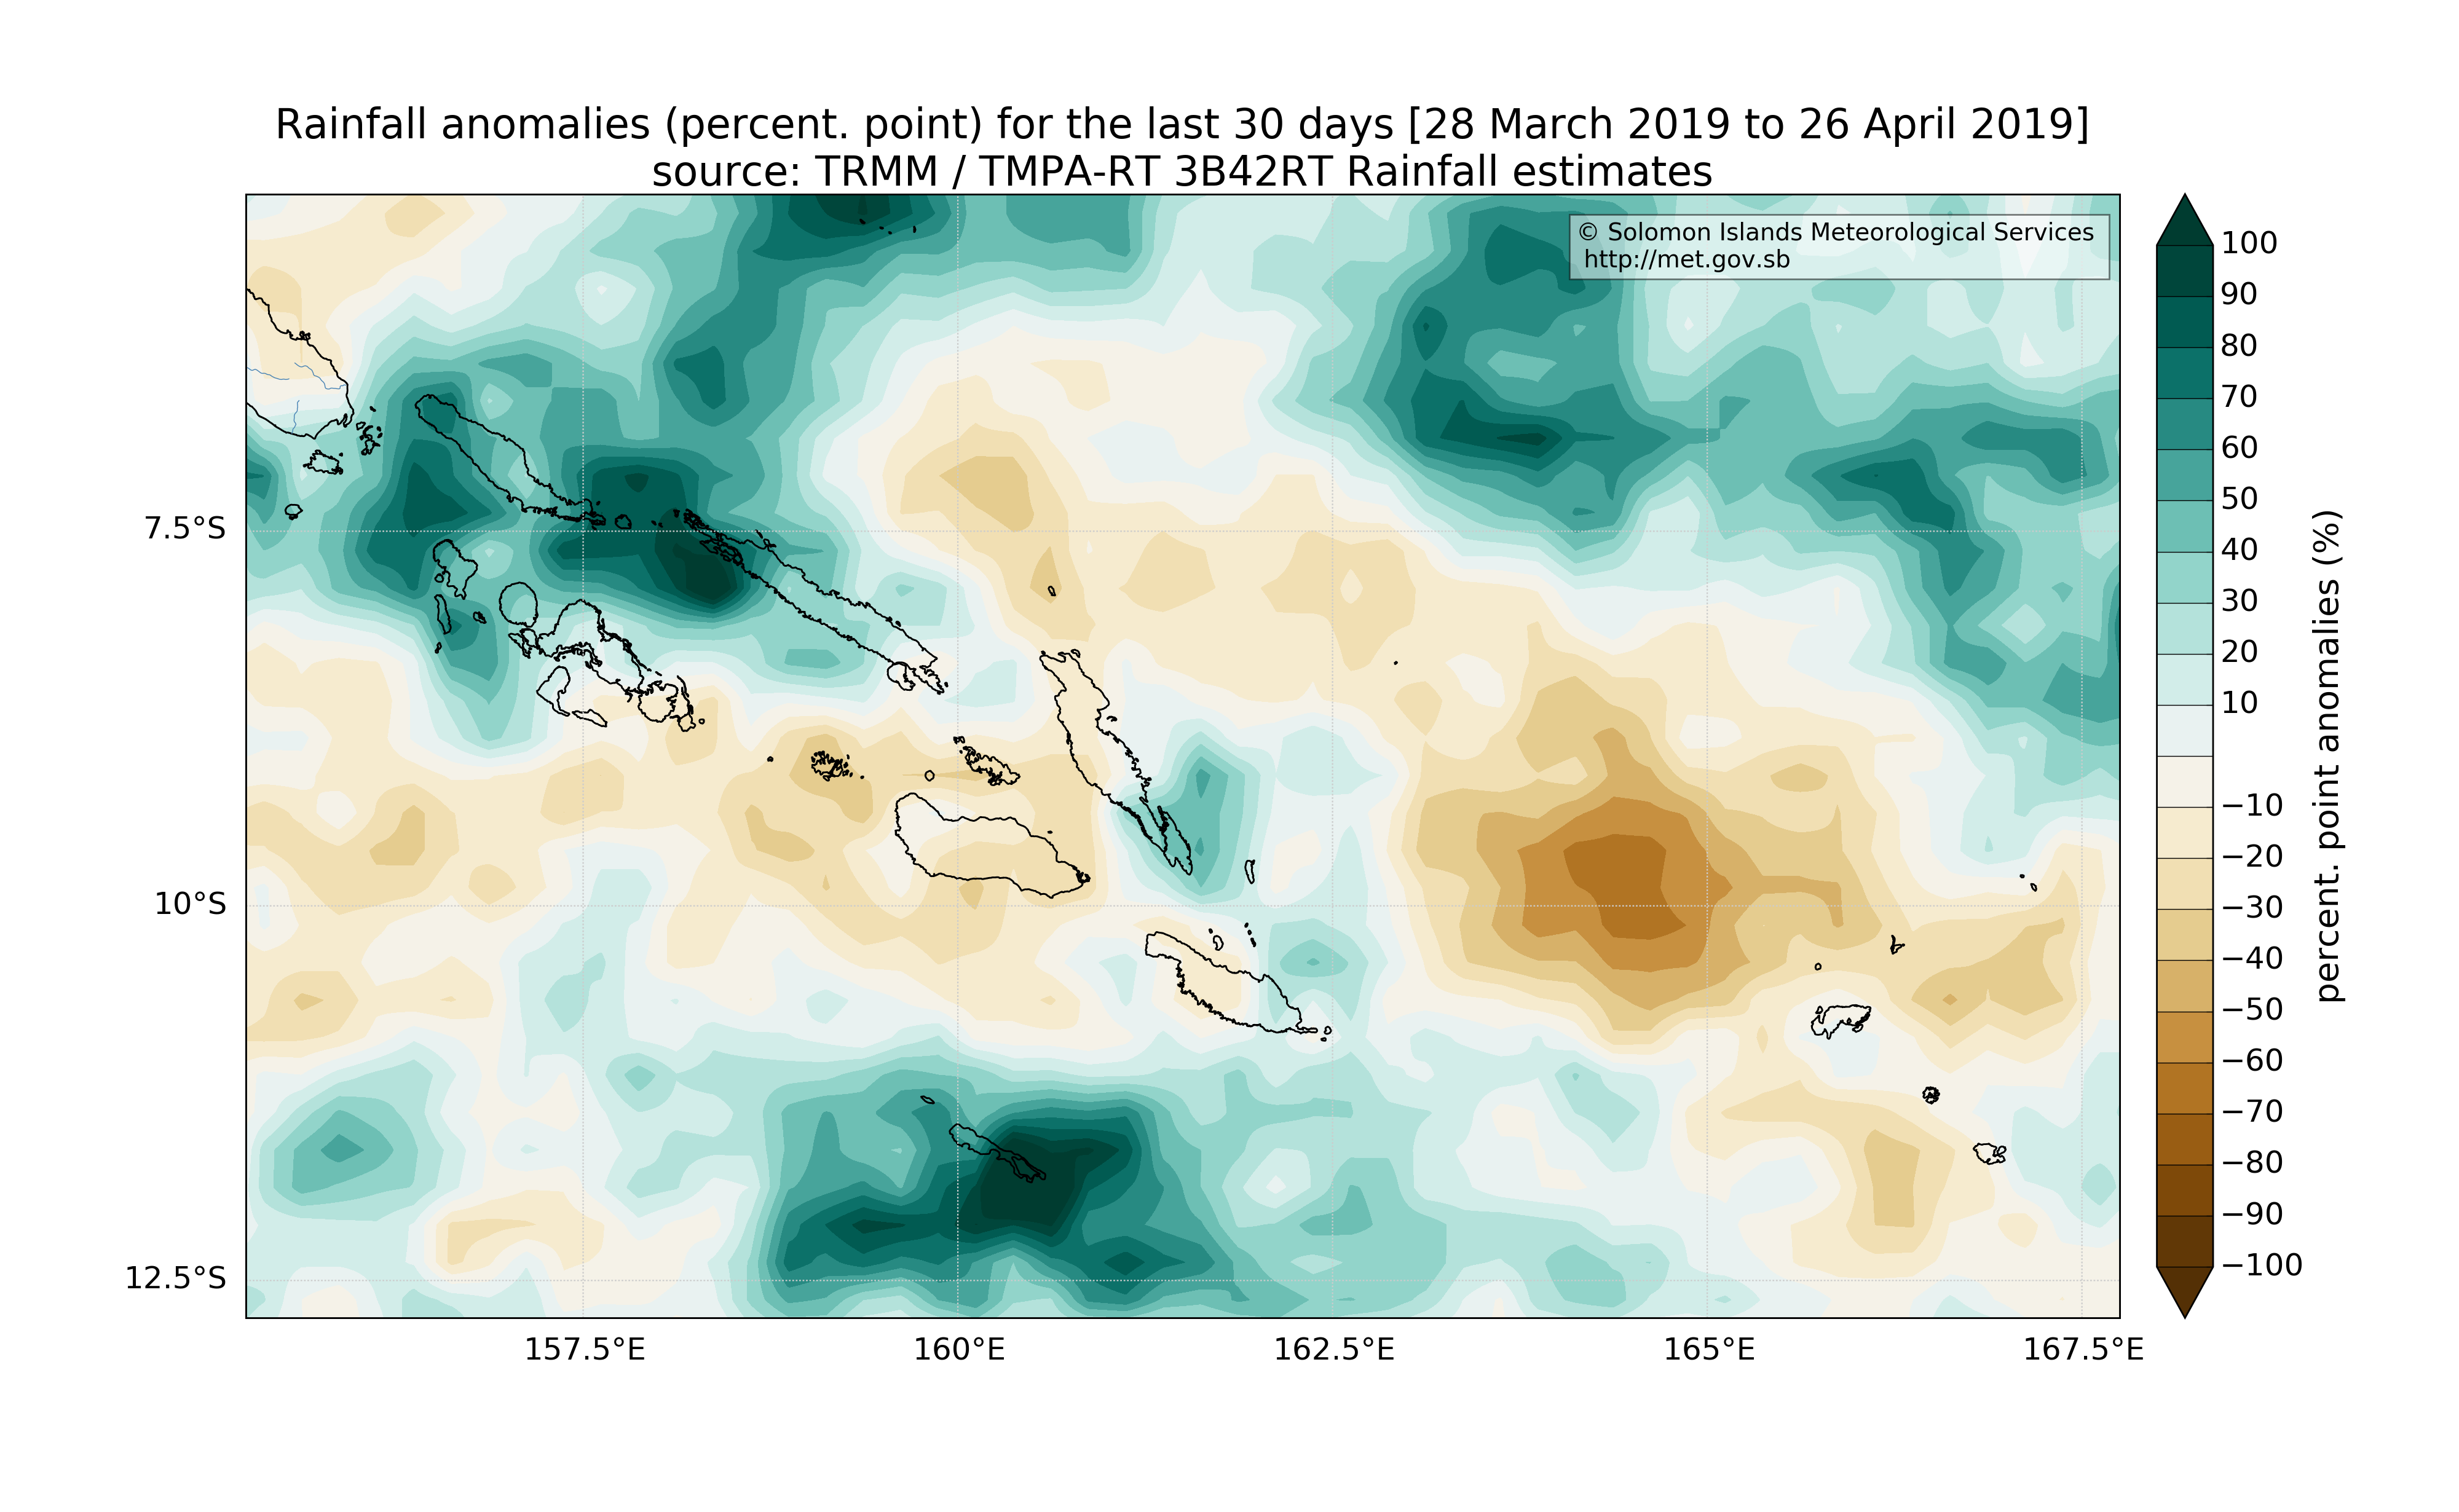 Rainfall anomalies (percent. point) for the last 30 days [28 March 2019 to 26 April 2019]
source: TRMM / TMPA-RT 3B42RT Rainfall estimates
© Solomon Islands Meteorological Services
http://met.gov.sb
7.5°S
10°S
12.5°S
157.5°E
160°E
162.5°E
165°E
167.5°E
100
90
80
70
60
50
40
30
20
10
−10
−20
−30
−40
−50
−60
−70
−80
−90
−100
percent. point anomalies (%)